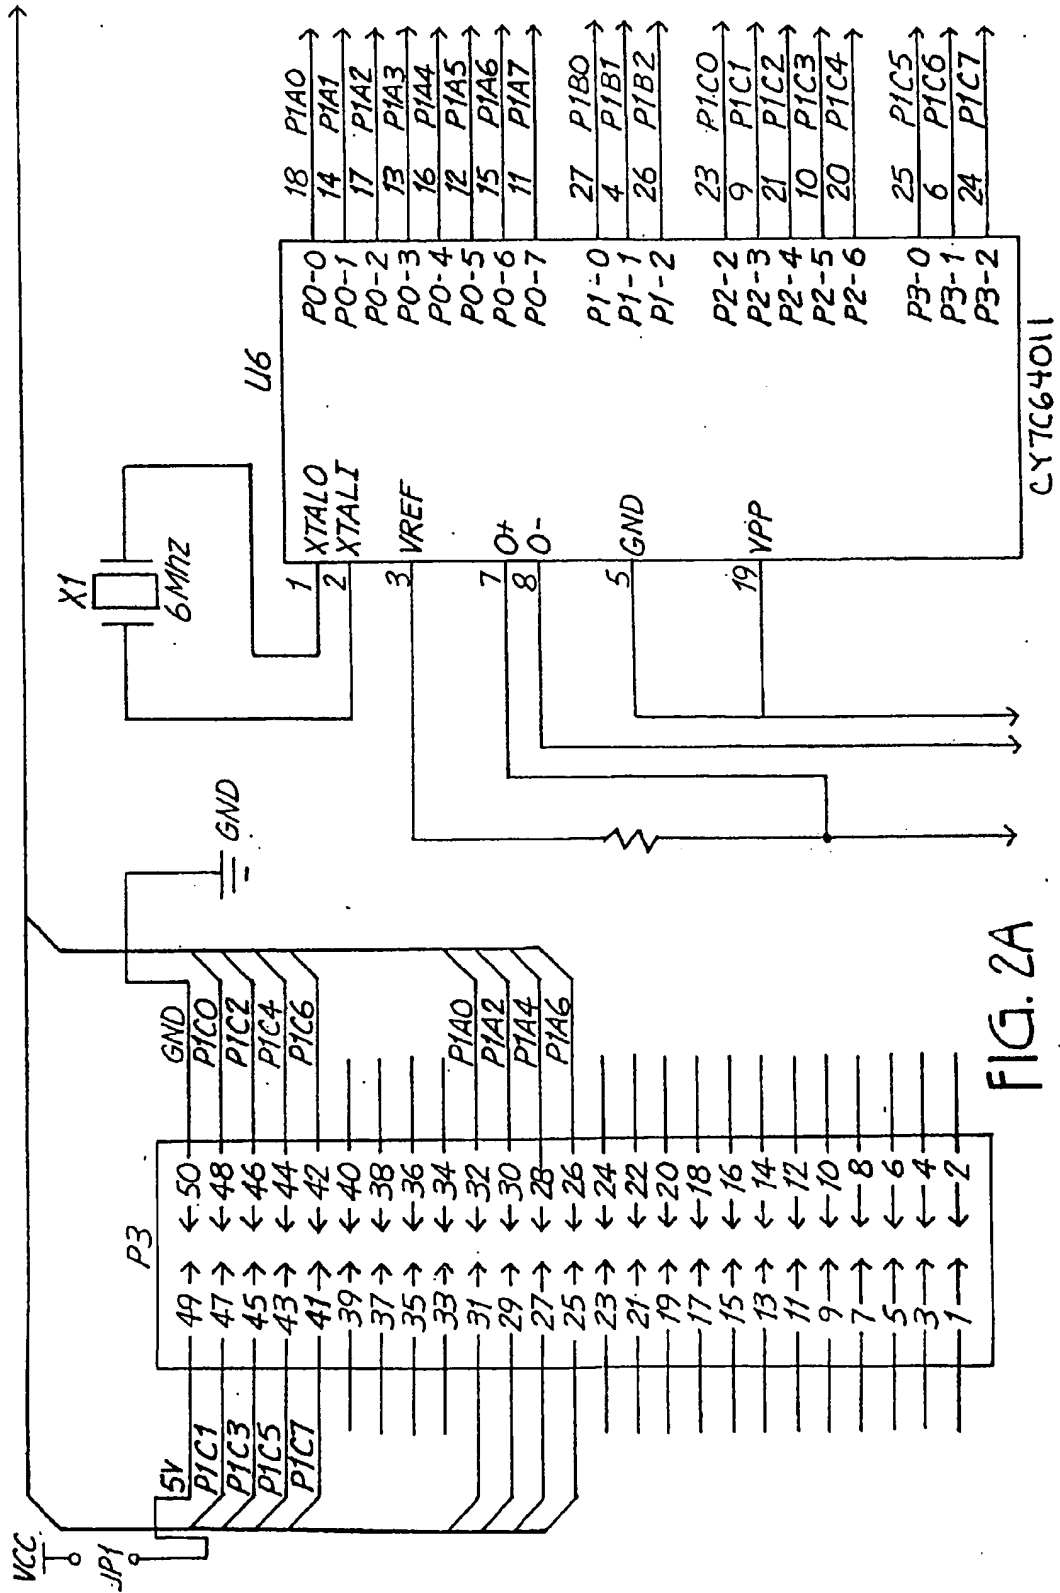 VCC
JP1
5V
P1C1
P1C3
P1C5
P1C7
P3
49 50
47 48
45 46
43 44
41 42
39 40
37 38
35 36
33 34
31 32
29 30
27 28
25 26
23 24
21 22
19 20
17 18
15 16
13 14
11 12
9 10
7 8
5 6
3 4
1 2
GND
P1C0
P1C2
P1C4
P1C6
P1A0
P1A2
P1A4
P1A6
GND
X1
6Mhz
U6
1 XTALO
2 XTALI
3 VREF
7 O+
8 O-
5 GND
19 VPP
P0-0 18 P1A0
P0-1 14 P1A1
P0-2 17 P1A2
P0-3 13 P1A3
P0-4 16 P1A4
P0-5 12 P1A5
P0-6 15 P1A6
P0-7 11 P1A7
P1-0 27 P1B0
P1-1 4 P1B1
P1-2 26 P1B2
P2-2 23 P1C0
P2-3 9 P1C1
P2-4 21 P1C2
P2-5 10 P1C3
P2-6 20 P1C4
P3-0 25 P1C5
P3-1 6 P1C6
P3-2 24 P1C7
CY7C64011
FIG. 2A